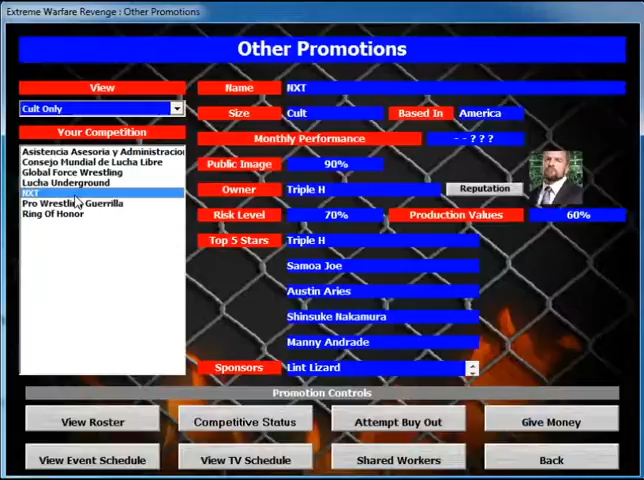 Extreme Warfare Revenge : Other Promotions
Other Promotions
View
Cult Only
Your Competition
Asistencia Asesoria y Administracio
Consejo Mundial de Lucha Libre
Global Force Wrestling
Lucha Underground
NXT
Pro Wrestling Guerrilla
Ring Of Honor
Name NXT
Size Cult Based In America
Monthly Performance - - ? ? ?
Public Image 90%
Owner Triple H Reputation
Risk Level 70% Production Values 60%
Top 5 Stars Triple H
Samoa Joe
Austin Aries
Shinsuke Nakamura
Manny Andrade
Sponsors Lint Lizard
Promotion Controls
View Roster Competitive Status Attempt Buy Out Give Money
View Event Schedule View TV Schedule Shared Workers Back